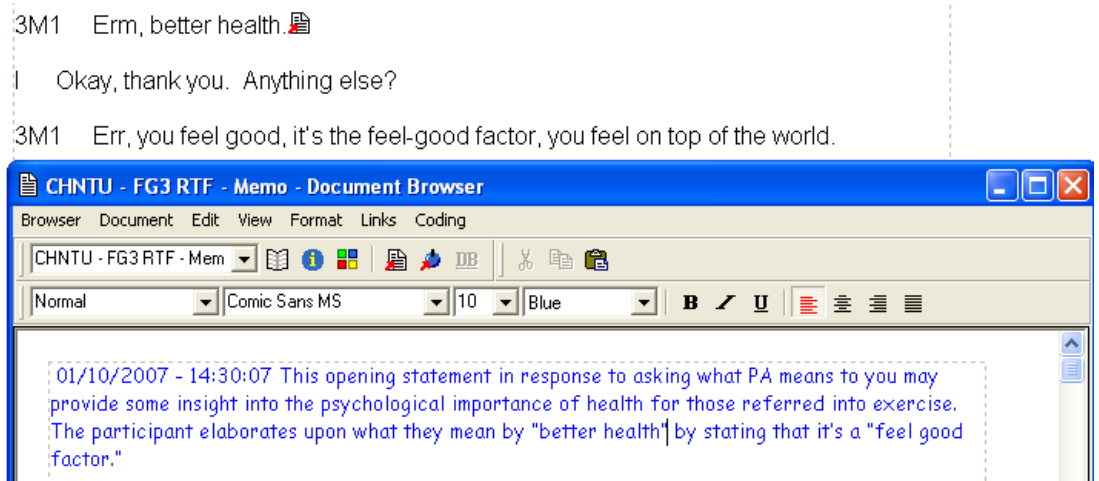 3M1 Erm, better health.
I Okay, thank you. Anything else?
3M1 Err, you feel good, it's the feel-good factor, you feel on top of the world.
CHNTU - FG3 RTF - Memo - Document Browser
Browser Document Edit View Format Links Coding
CHNTU - FG3 RTF - Mem DB
Normal Comic Sans MS 10 Blue B I U
01/10/2007 - 14:30:07 This opening statement in response to asking what PA means to you may
provide some insight into the psychological importance of health for those referred into exercise.
The participant elaborates upon what they mean by "better health" by stating that it's a "feel good
factor."